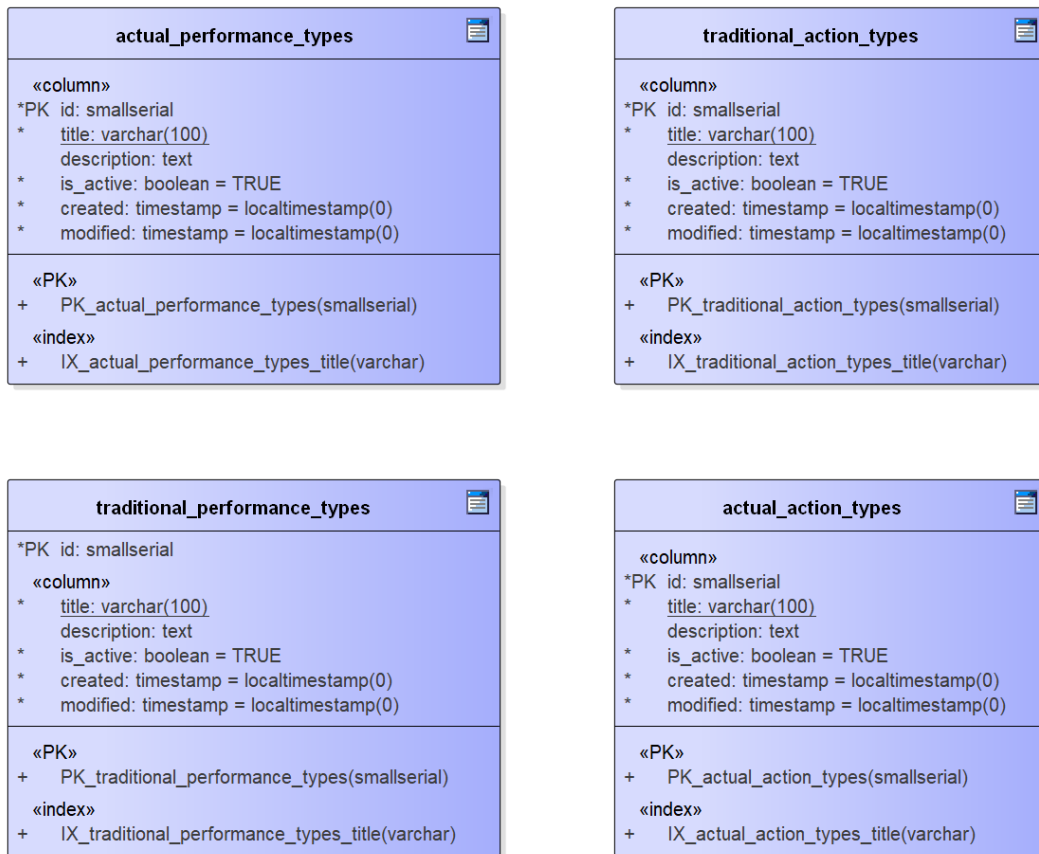 actual_performance_types
«column»
*PK id: smallserial
* title: varchar(100)
description: text
* is_active: boolean = TRUE
* created: timestamp = localtimestamp(0)
* modified: timestamp = localtimestamp(0)
«PK»
+ PK_actual_performance_types(smallserial)
«index»
+ IX_actual_performance_types_title(varchar)
traditional_action_types
«column»
*PK id: smallserial
* title: varchar(100)
description: text
* is_active: boolean = TRUE
* created: timestamp = localtimestamp(0)
* modified: timestamp = localtimestamp(0)
«PK»
+ PK_traditional_action_types(smallserial)
«index»
+ IX_traditional_action_types_title(varchar)
traditional_performance_types
*PK id: smallserial
«column»
* title: varchar(100)
description: text
* is_active: boolean = TRUE
* created: timestamp = localtimestamp(0)
* modified: timestamp = localtimestamp(0)
«PK»
+ PK_traditional_performance_types(smallserial)
«index»
+ IX_traditional_performance_types_title(varchar)
actual_action_types
«column»
*PK id: smallserial
* title: varchar(100)
description: text
* is_active: boolean = TRUE
* created: timestamp = localtimestamp(0)
* modified: timestamp = localtimestamp(0)
«PK»
+ PK_actual_action_types(smallserial)
«index»
+ IX_actual_action_types_title(varchar)